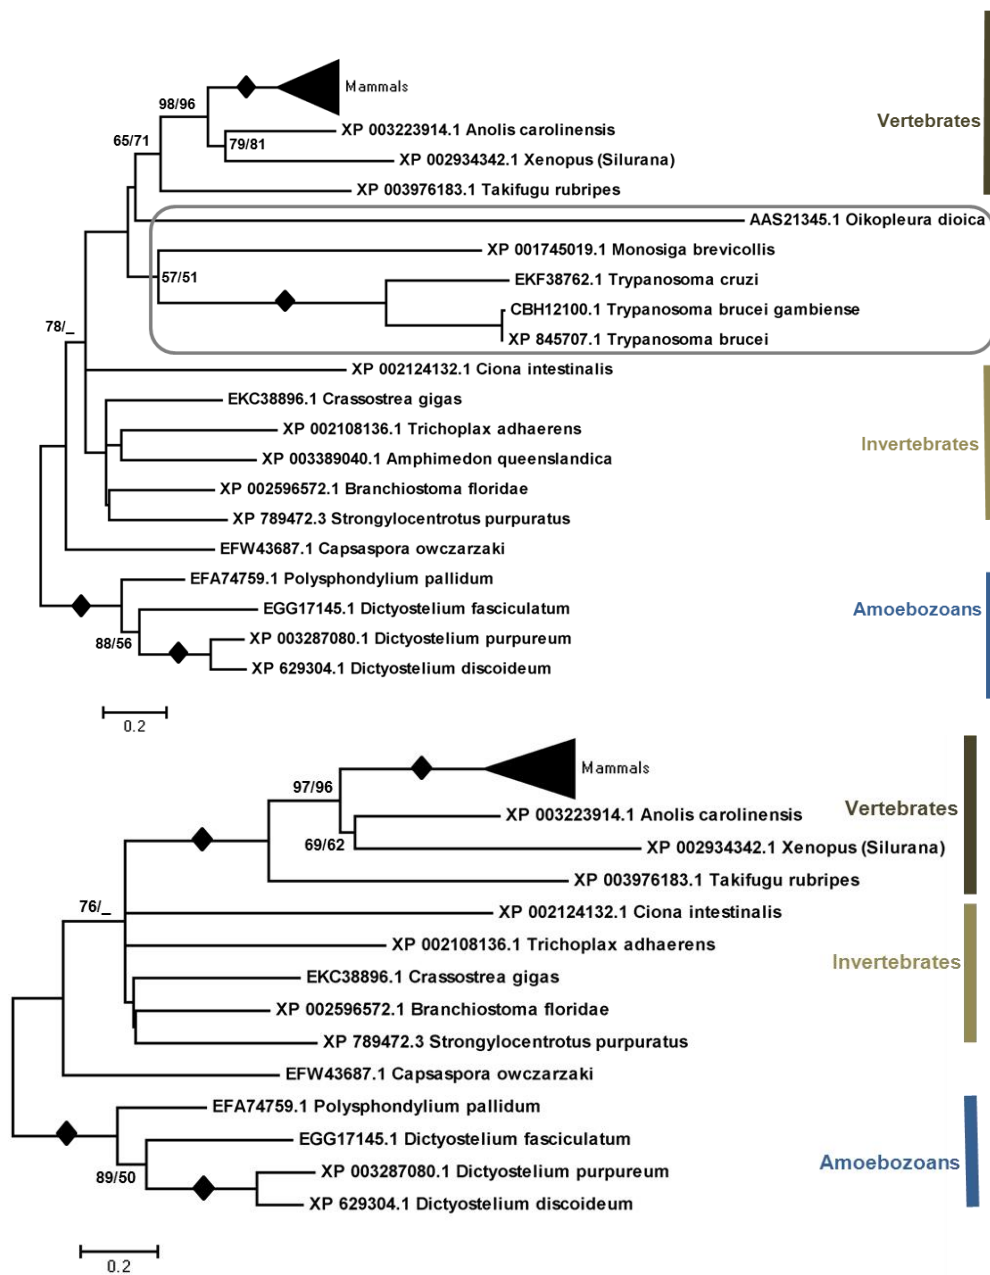 Mammals
98/96
Vertebrates
XP 003223914.1 Anolis carolinensis
65/71
79/81
XP 002934342.1 Xenopus (Silurana)
XP 003976183.1 Takifugu rubripes
AAS21345.1 Oikopleura dioica
XP 001745019.1 Monosiga brevicollis
57/51
EKF38762.1 Trypanosoma cruzi
CBH12100.1 Trypanosoma brucei gambiense
78/_
XP 845707.1 Trypanosoma brucei
XP 002124132.1 Ciona intestinalis
EKC38896.1 Crassostrea gigas
XP 002108136.1 Trichoplax adhaerens
Invertebrates
XP 003389040.1 Amphimedon queenslandica
XP 002596572.1 Branchiostoma floridae
XP 789472.3 Strongylocentrotus purpuratus
EFW43687.1 Capsaspora owczarzaki
EFA74759.1 Polysphondylium pallidum
EGG17145.1 Dictyostelium fasciculatum
Amoebozoans
88/56
XP 003287080.1 Dictyostelium purpureum
XP 629304.1 Dictyostelium discoideum
0.2
Mammals
97/96
Vertebrates
XP 003223914.1 Anolis carolinensis
69/62
XP 002934342.1 Xenopus (Silurana)
XP 003976183.1 Takifugu rubripes
76/_
XP 002124132.1 Ciona intestinalis
XP 002108136.1 Trichoplax adhaerens
Invertebrates
EKC38896.1 Crassostrea gigas
XP 002596572.1 Branchiostoma floridae
XP 789472.3 Strongylocentrotus purpuratus
EFW43687.1 Capsaspora owczarzaki
EFA74759.1 Polysphondylium pallidum
EGG17145.1 Dictyostelium fasciculatum
Amoebozoans
89/50
XP 003287080.1 Dictyostelium purpureum
XP 629304.1 Dictyostelium discoideum
0.2